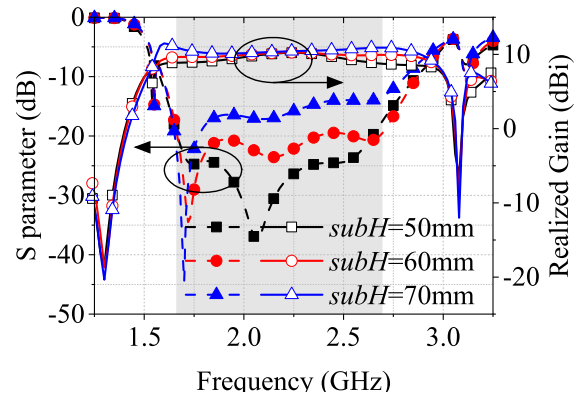 0
-10
-20
-30
-40
-50
S parameter (dB)
1.5
2.0
2.5
3.0
Frequency (GHz)
10
0
-10
-20
Realized Gain (dBi)
subH=50mm
subH=60mm
subH=70mm